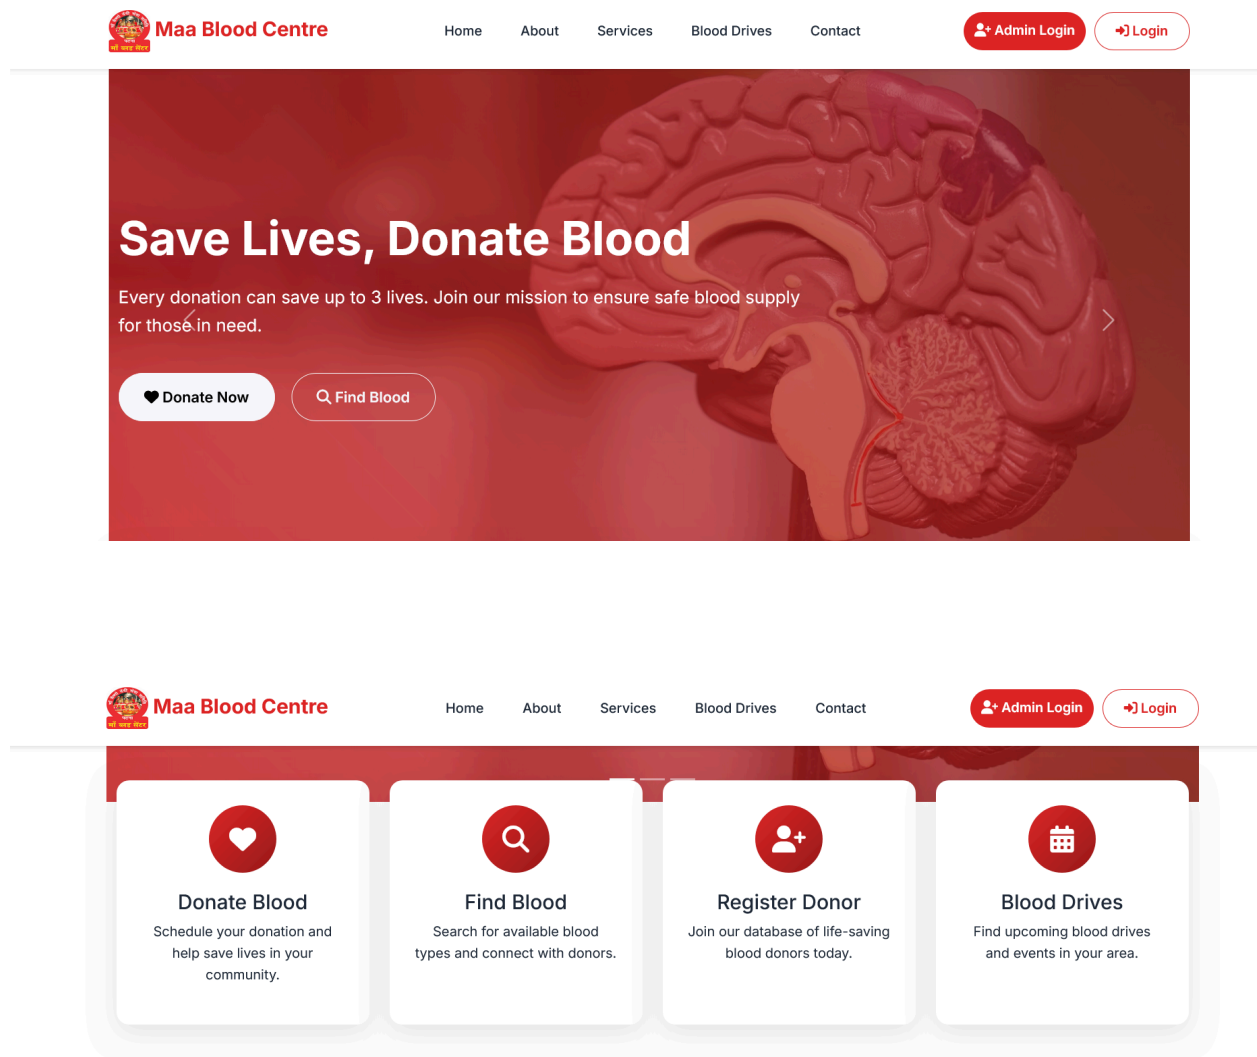 माँ ब्लड सेंटर
Maa Blood Centre
Home
About
Services
Blood Drives
Contact
Admin Login
Login
Save Lives, Donate Blood
Every donation can save up to 3 lives. Join our mission to ensure safe blood supply
for those in need.
Donate Now
Find Blood
माँ ब्लड सेंटर
Maa Blood Centre
Home
About
Services
Blood Drives
Contact
Admin Login
Login
Donate Blood
Schedule your donation and
help save lives in your
community.
Find Blood
Search for available blood
types and connect with donors.
Register Donor
Join our database of life-saving
blood donors today.
Blood Drives
Find upcoming blood drives
and events in your area.